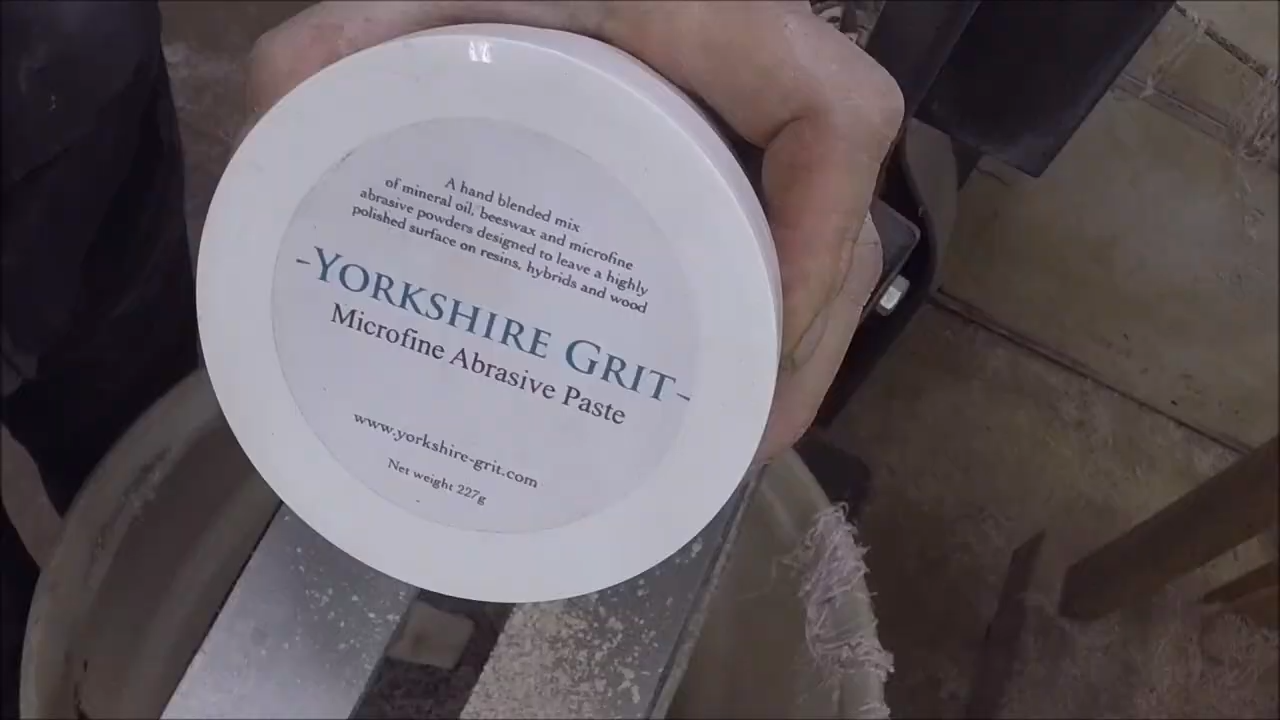 A hand blended mix
of mineral oil, beeswax and microfine
abrasive powders designed to leave a highly
polished surface on resins, hybrids and wood
-YORKSHIRE GRIT-
Microfine Abrasive Paste
www.yorkshire-grit.com
Net weight 227g